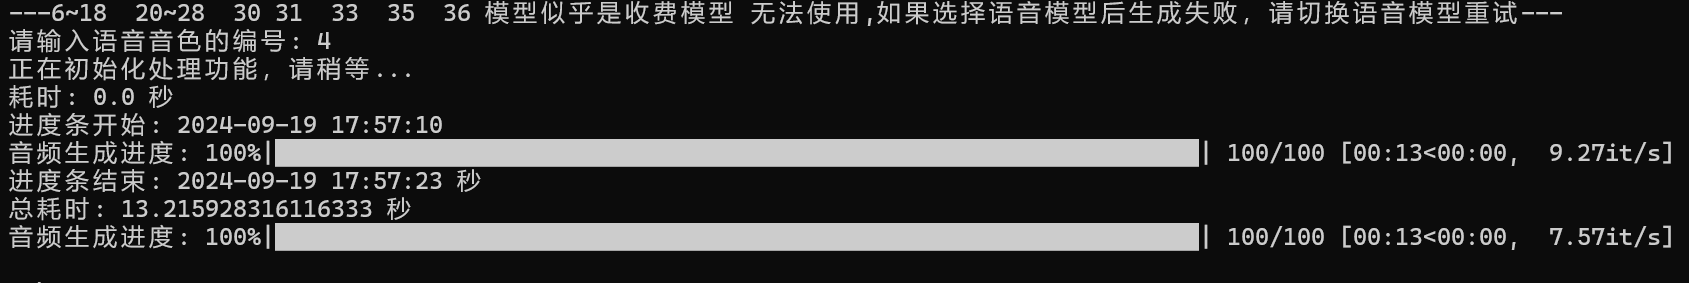 ---6~18  20~28  30 31  33  35  36 模型似乎是收费模型 无法使用,如果选择语音模型后生成失败，请切换语音模型重试---
请输入语音音色的编号: 4
正在初始化处理功能，请稍等...
耗时: 0.0 秒
进度条开始: 2024-09-19 17:57:10
音频生成进度: 100%|██████████| 100/100 [00:13<00:00,  9.27it/s]
进度条结束: 2024-09-19 17:57:23 秒
总耗时: 13.215928316116333 秒
音频生成进度: 100%|██████████| 100/100 [00:13<00:00,  7.57it/s]